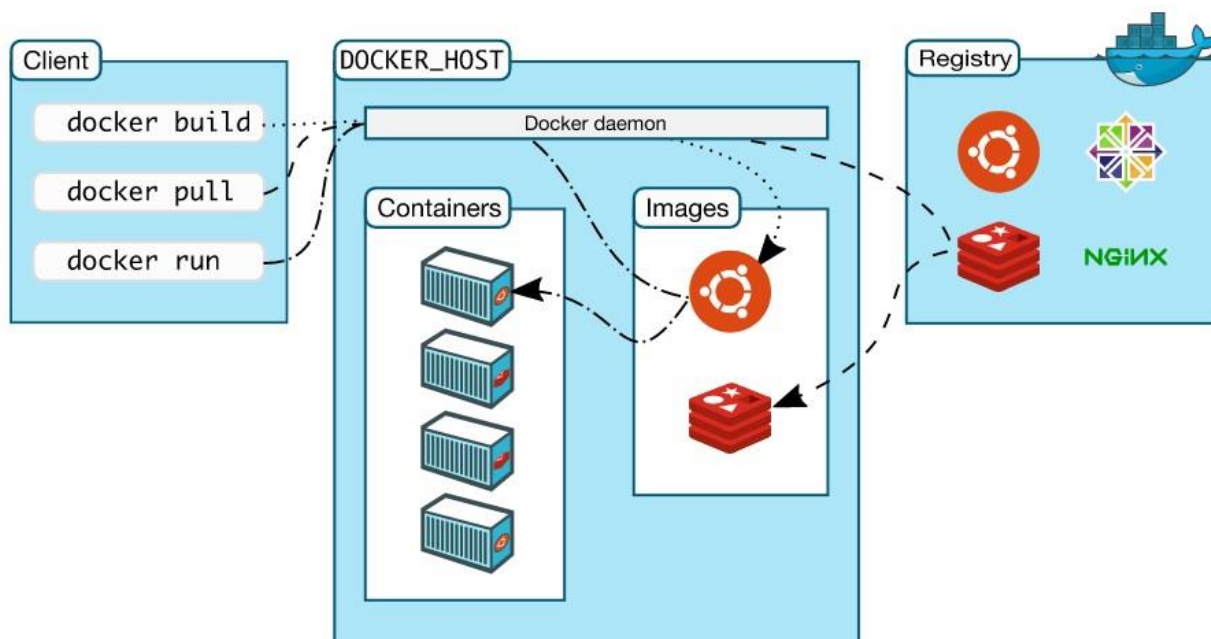 Client
docker build
docker pull
docker run
DOCKER_HOST
Docker daemon
Containers
Images
Registry
NGiNX